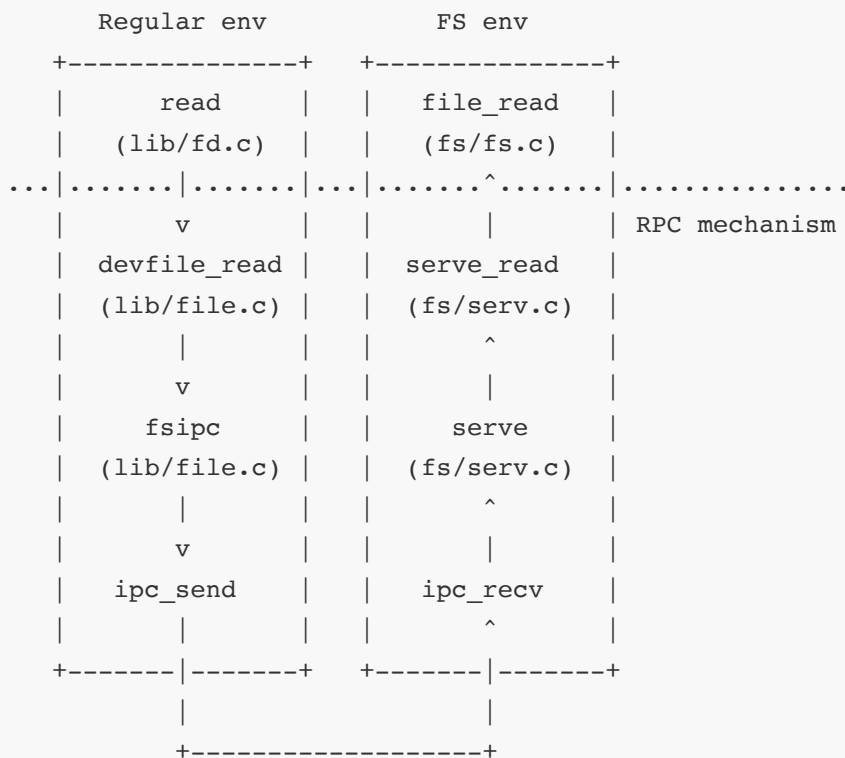 Regular env           FS env
   +---------------+   +---------------+
   |      read     |   |   file_read   |
   |   (lib/fd.c)  |   |   (fs/fs.c)   |
...|.......|.......|...|.......^.......|...............
   |       v       |   |       |       | RPC mechanism
   |  devfile_read |   |  serve_read   |
   |  (lib/file.c) |   |  (fs/serv.c)  |
   |       |       |   |       ^       |
   |       v       |   |       |       |
   |     fsipc     |   |     serve     |
   |  (lib/file.c) |   |  (fs/serv.c)  |
   |       |       |   |       ^       |
   |       v       |   |       |       |
   |   ipc_send    |   |   ipc_recv    |
   |       |       |   |       ^       |
   +-------|-------+   +-------|-------+
           |                   |
           +-------------------+